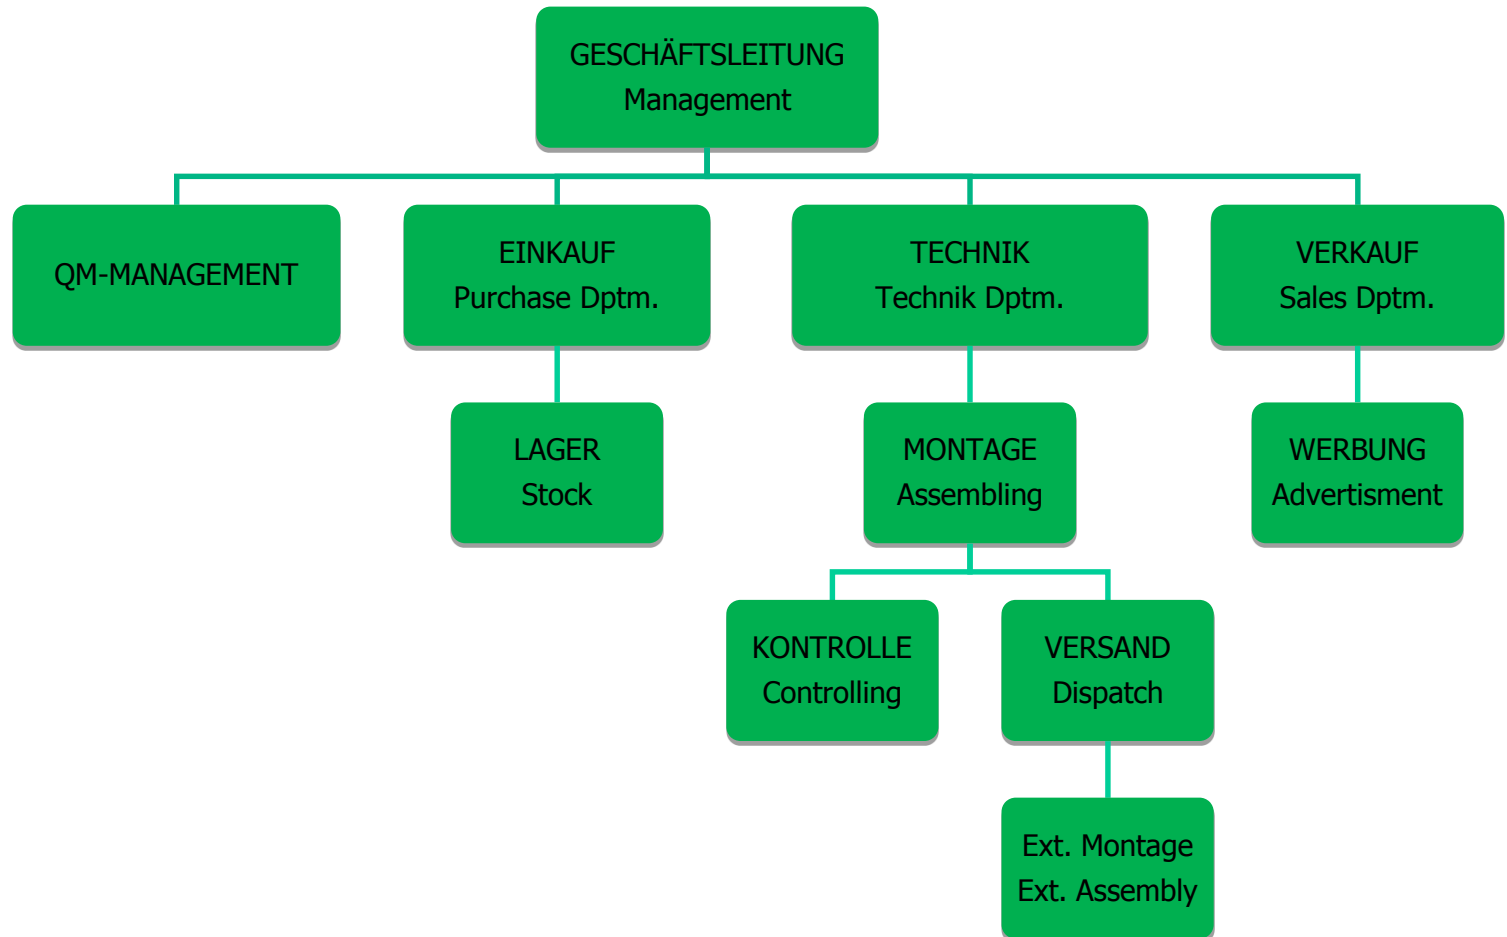 GESCHÄFTSLEITUNG
Management
QM-MANAGEMENT
EINKAUF
Purchase Dptm.
TECHNIK
Technik Dptm.
VERKAUF
Sales Dptm.
LAGER
Stock
MONTAGE
Assembling
WERBUNG
Advertisment
KONTROLLE
Controlling
VERSAND
Dispatch
Ext. Montage
Ext. Assembly